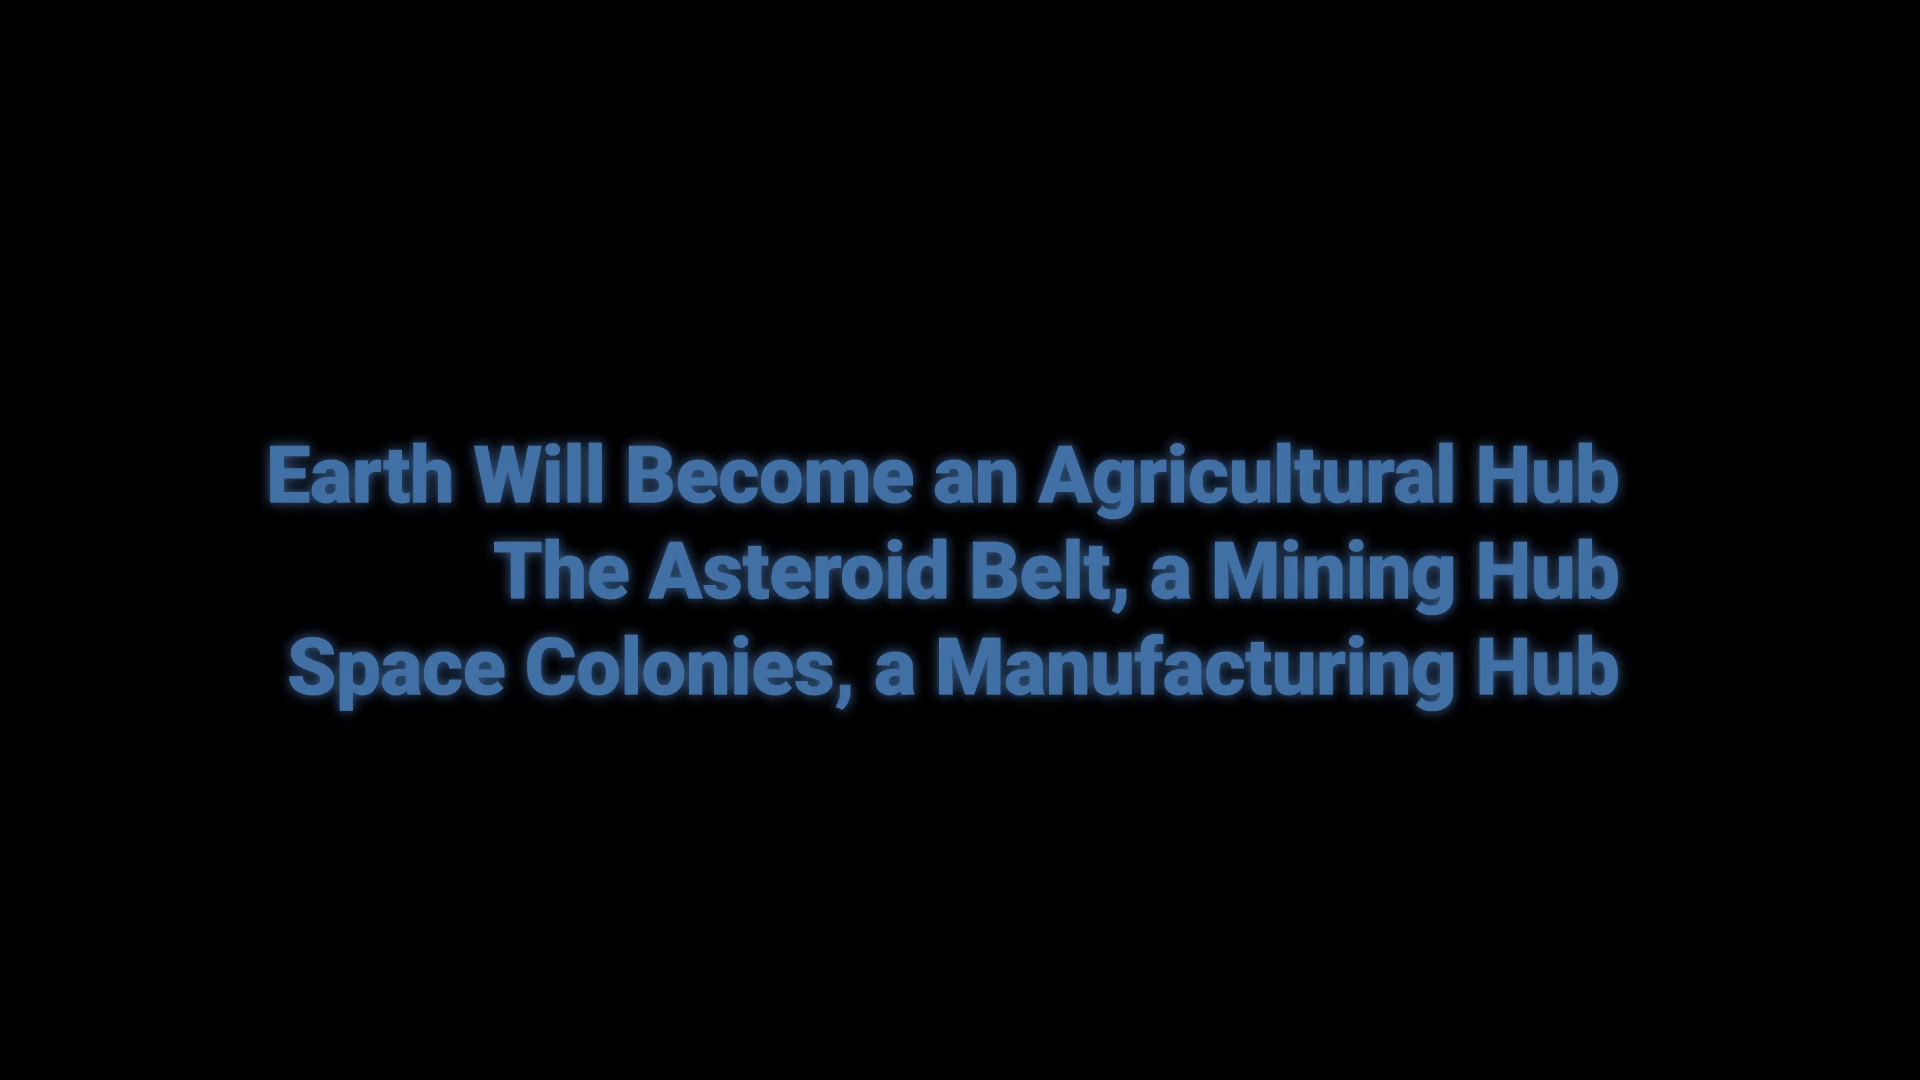 Earth Will Become an Agricultural Hub
The Asteroid Belt, a Mining Hub
Space Colonies, a Manufacturing Hub